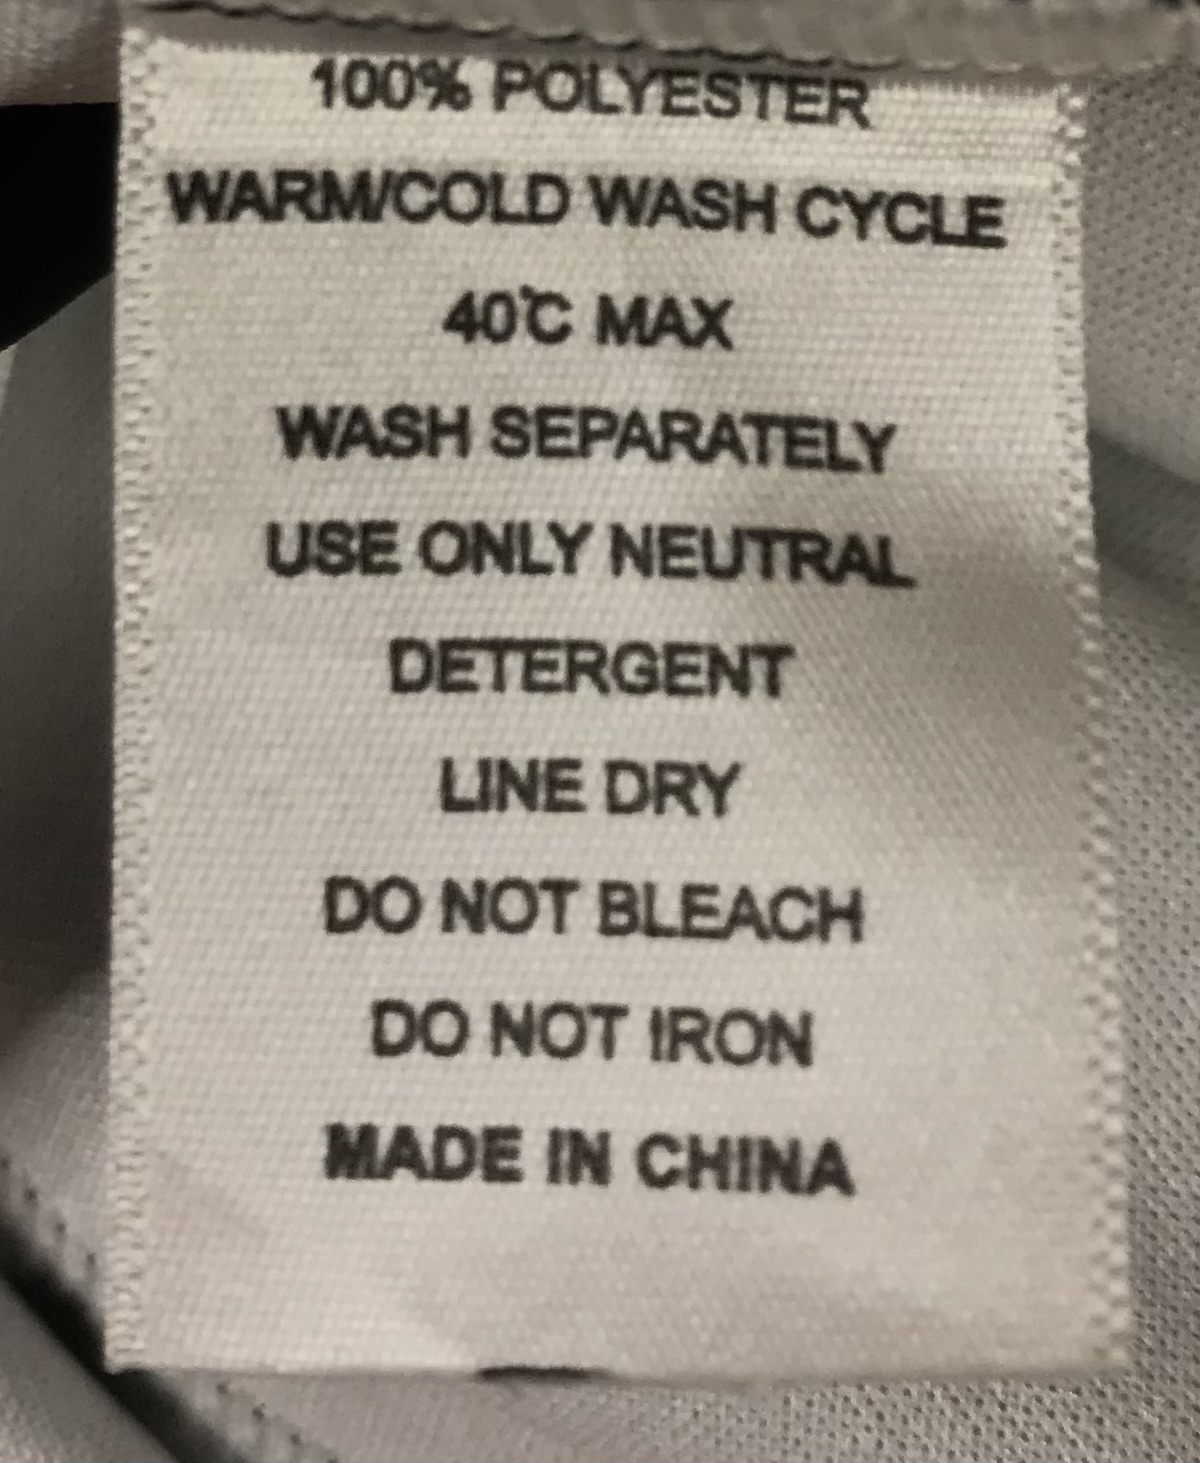 100% POLYESTER
WARM/COLD WASH CYCLE
40℃ MAX
WASH SEPARATELY
USE ONLY NEUTRAL
DETERGENT
LINE DRY
DO NOT BLEACH
DO NOT IRON
MADE IN CHINA